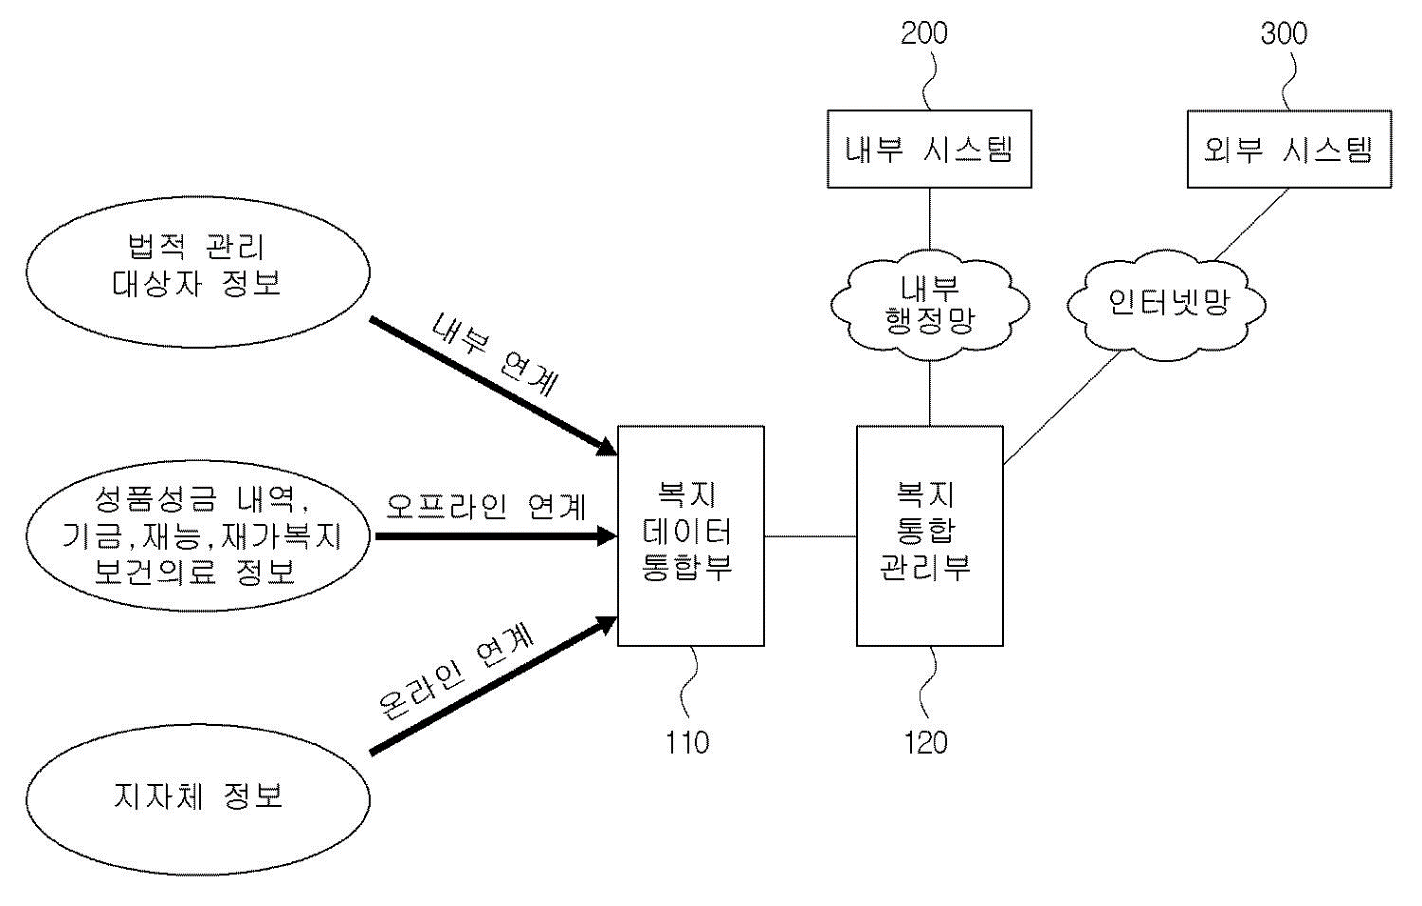 200
300
내부 시스템
외부 시스템
법적 관리
대상자 정보
내부
행정망
인터넷망
내부 연계
성품성금 내역,
기금,재능,재가복지
보건의료 정보
오프라인 연계
복지
데이터
통합부
복지
통합
관리부
온라인 연계
110
120
지자체 정보